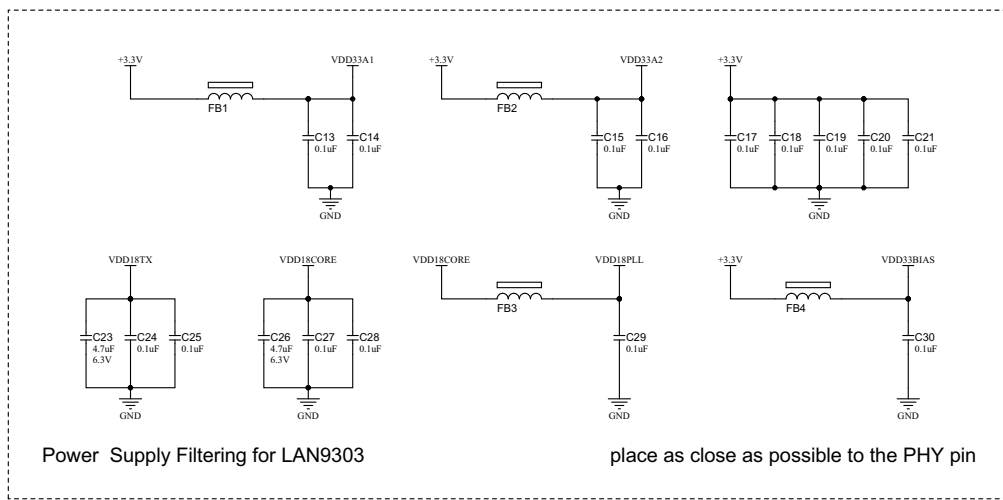 +3.3V
VDD33A1
+3.3V
VDD33A2
+3.3V
FB1
FB2
C13
0.1uF
C14
0.1uF
C15
0.1uF
C16
0.1uF
C17
0.1uF
C18
0.1uF
C19
0.1uF
C20
0.1uF
C21
0.1uF
GND
GND
GND
VDD18TX
VDD18CORE
VDD18CORE
VDD18PLL
+3.3V
VDD33BIAS
FB3
FB4
C23
4.7uF
6.3V
C24
0.1uF
C25
0.1uF
C26
4.7uF
6.3V
C27
0.1uF
C28
0.1uF
C29
0.1uF
C30
0.1uF
GND
GND
GND
GND
Power Supply Filtering for LAN9303
place as close as possible to the PHY pin